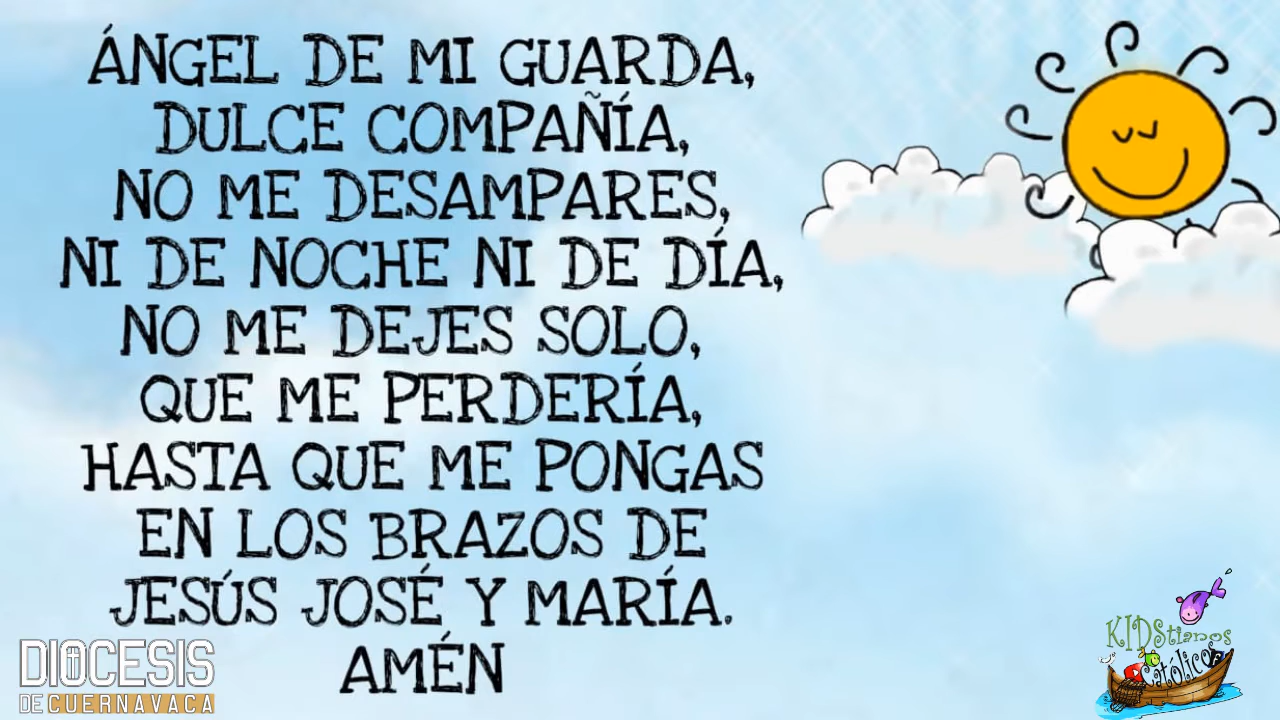 ÁNGEL DE MI GUARDA,
DULCE COMPAÑÍA,
NO ME DESAMPARES,
NI DE NOCHE NI DE DÍA,
NO ME DEJES SOLO,
QUE ME PERDERÍA,
HASTA QUE ME PONGAS
EN LOS BRAZOS DE
JESÚS JOSÉ Y MARÍA.
AMÉN
DIOCESIS
DE CUERNAVACA
KIDStianos
Católicos